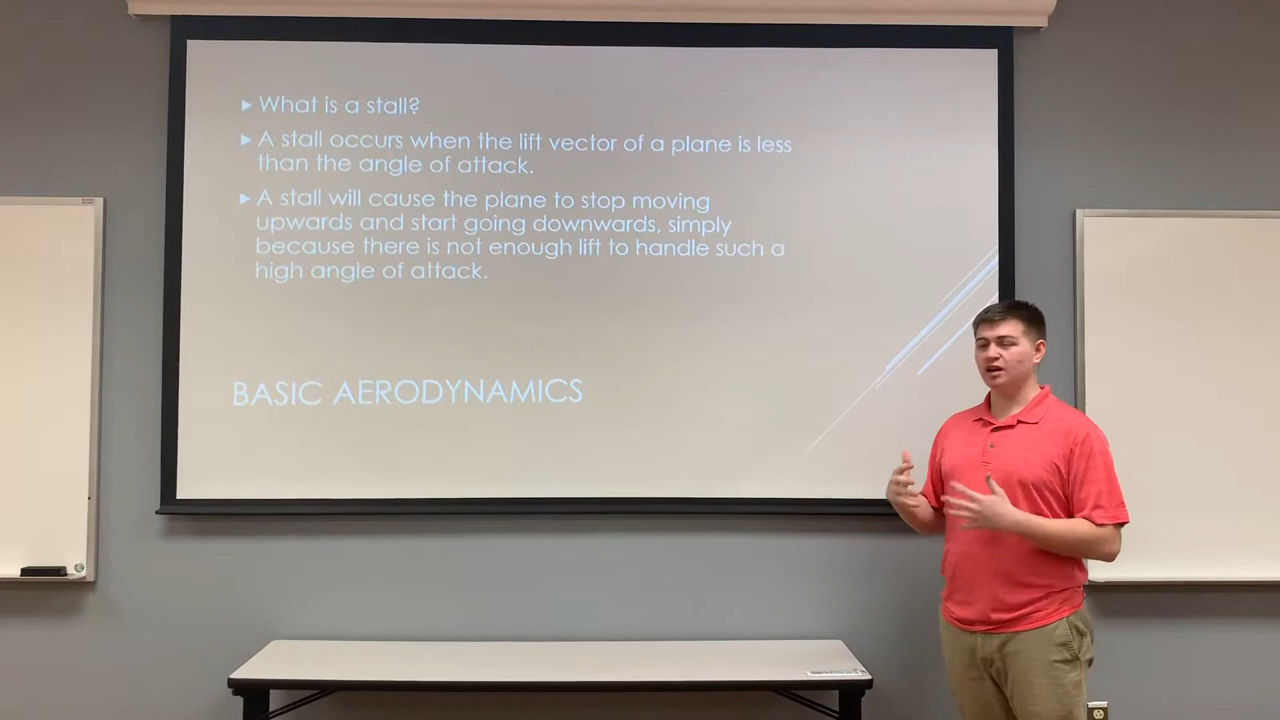 What is a stall?
A stall occurs when the lift vector of a plane is less
than the angle of attack.
A stall will cause the plane to stop moving
upwards and start going downwards, simply
because there is not enough lift to handle such a
high angle of attack.
BASIC AERODYNAMICS